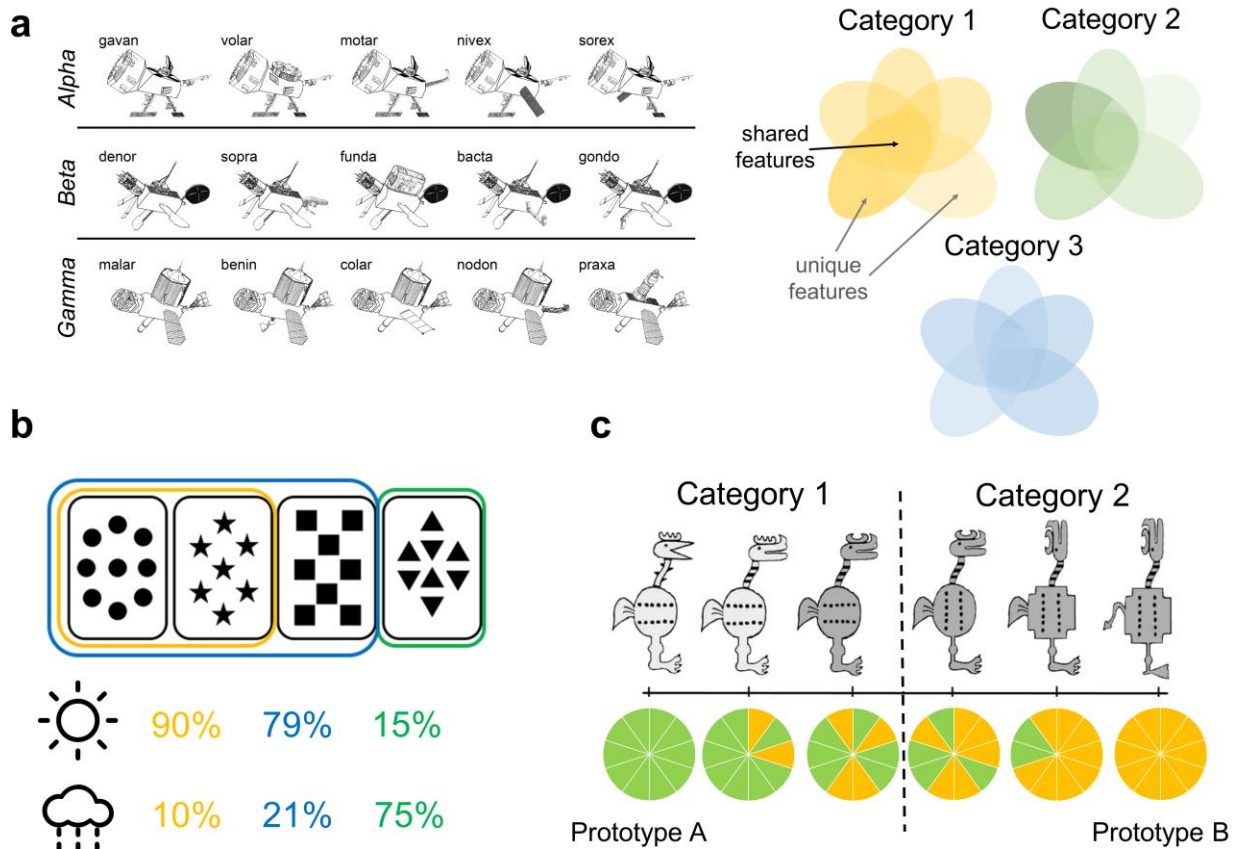 a
gavan volar motar nivex sorex
Alpha
denor sopra funda bacta gondo
Beta
malar benin colar nodon praxa
Gamma
Category 1 Category 2
shared
features
unique
features
Category 3
b
90% 79% 15%
10% 21% 75%
c
Category 1 Category 2
Prototype A Prototype B